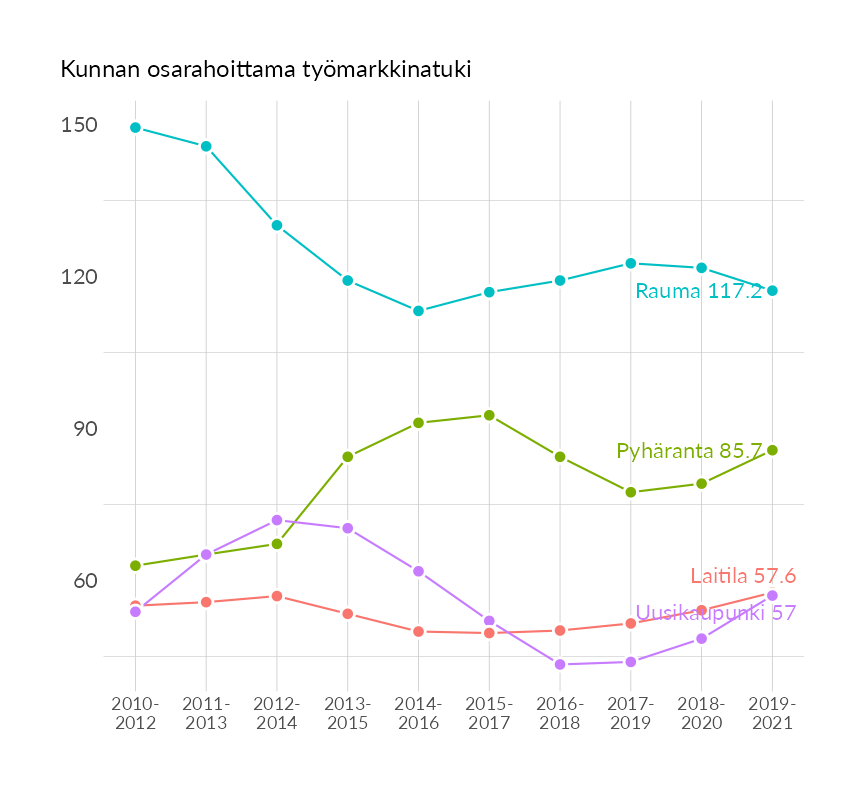 Kunnan osarahoittama työmarkkinatuki
150
120
90
60
Rauma 117.2
Pyhäranta 85.7
Laitila 57.6
Uusikaupunki 57
2010- 2011- 2012- 2013- 2014- 2015- 2016- 2017- 2018- 2019-
2012 2013 2014 2015 2016 2017 2018 2019 2020 2021